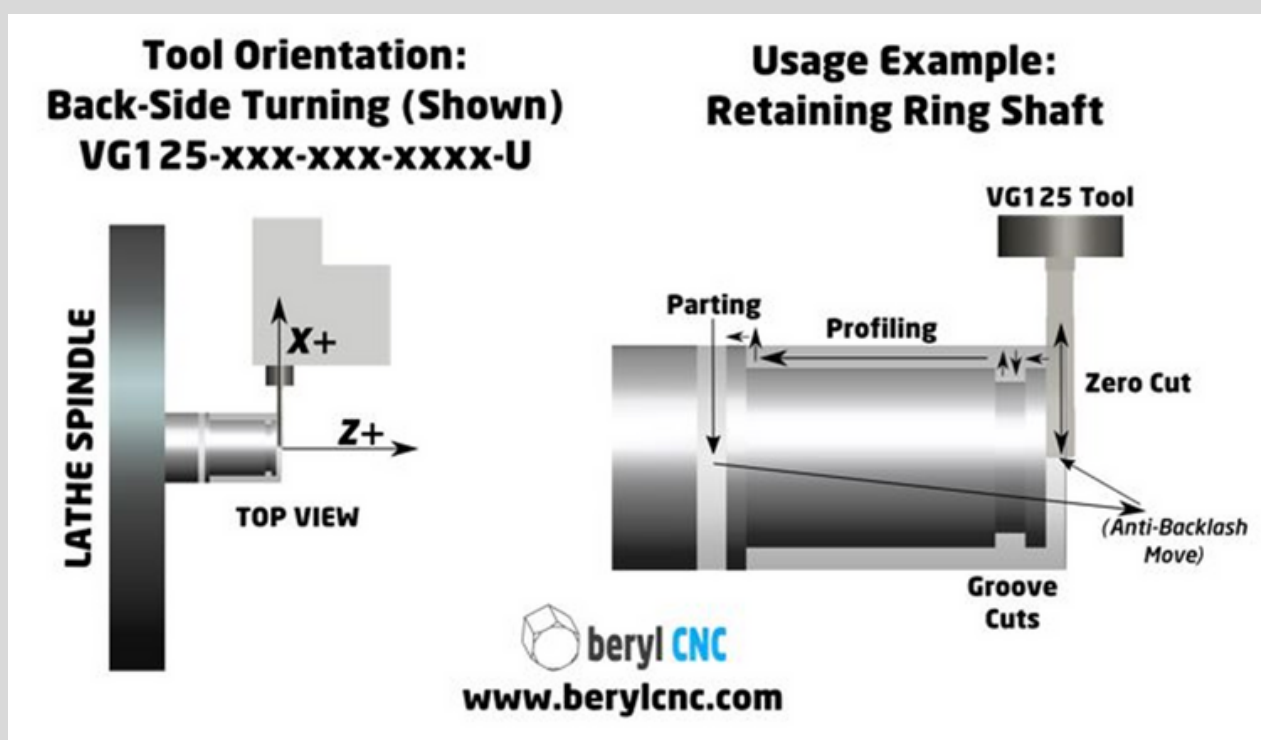 Tool Orientation:
Back-Side Turning (Shown)
VG125-xxx-xxx-xxxx-U
LATHE SPINDLE
X+
Z+
TOP VIEW
Usage Example:
Retaining Ring Shaft
VG125 Tool
Parting
Profiling
Zero Cut
(Anti-Backlash
Move)
Groove
Cuts
beryl CNC
www.berylcnc.com